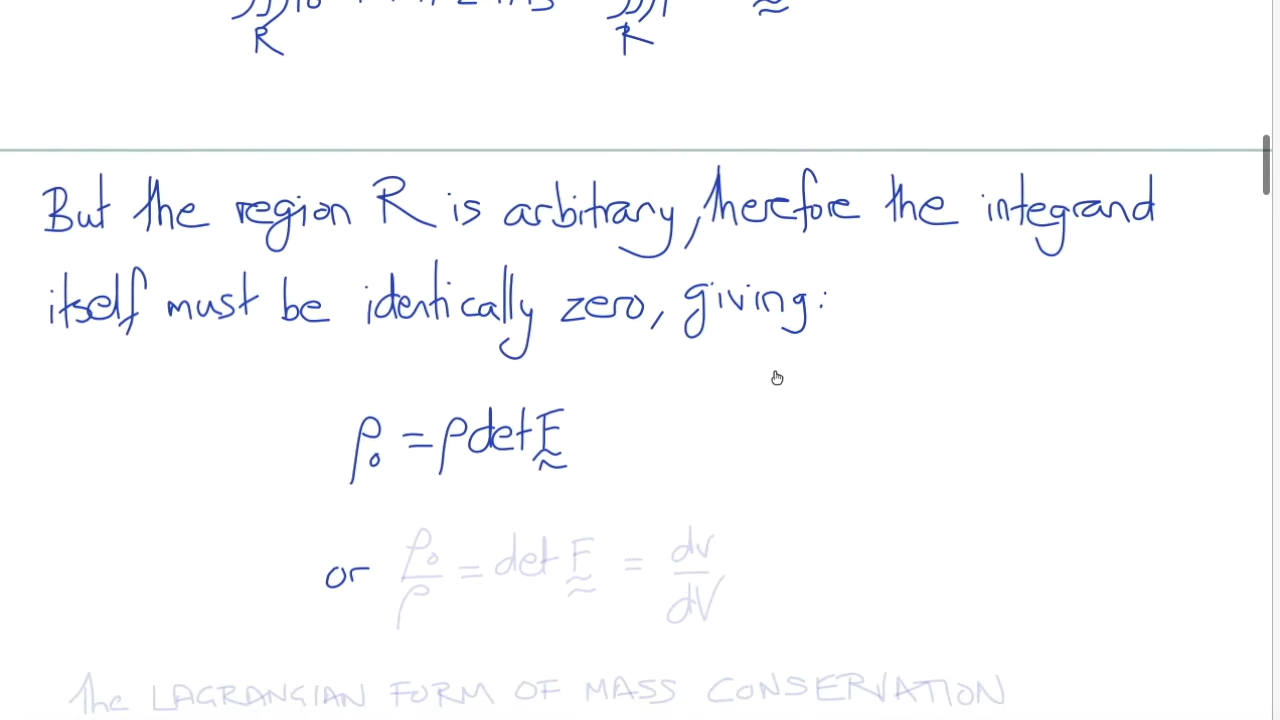 R R
But the region R is arbitrary, therefore the integrand
itself must be identically zero, giving:
ρ₀ = ρ det F
≈
or ρ₀/ρ = det F = dv/dV
≈
The LAGRANGIAN FORM OF MASS CONSERVATION